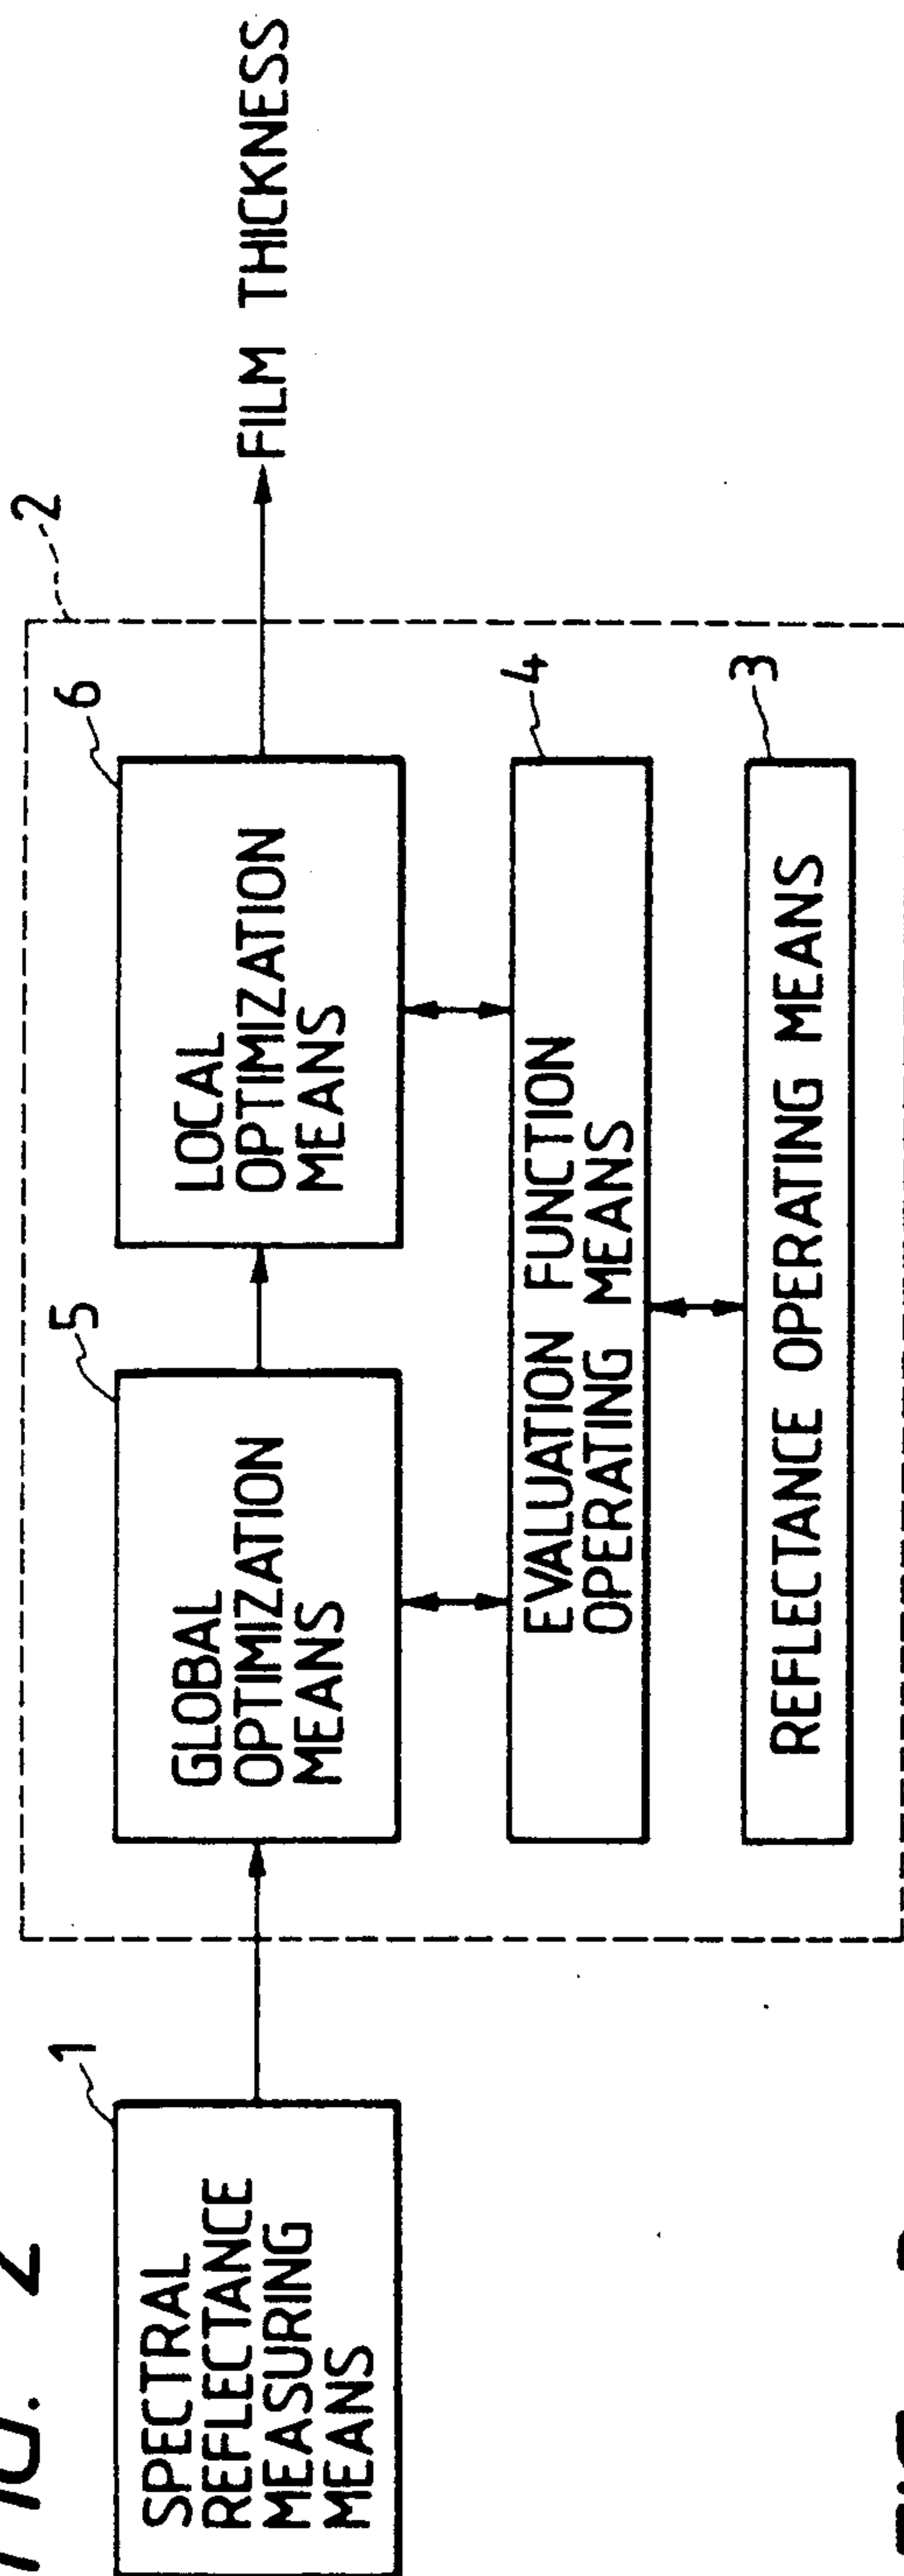 FIG. 2
1
SPECTRAL
REFLECTANCE
MEASURING
MEANS
2
5
GLOBAL
OPTIMIZATION
MEANS
6
LOCAL
OPTIMIZATION
MEANS
FILM THICKNESS
4
EVALUATION FUNCTION
OPERATING MEANS
3
REFLECTANCE OPERATING MEANS